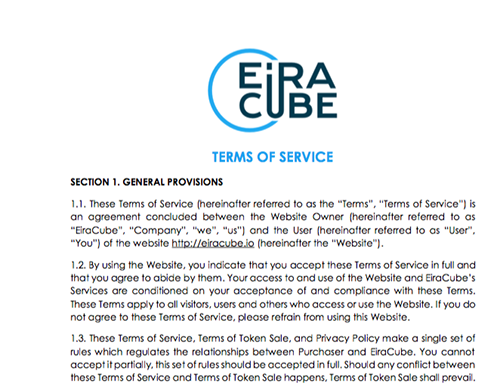 EiRA
CUBE
TERMS OF SERVICE
SECTION 1. GENERAL PROVISIONS
1.1. These Terms of Service (hereinafter referred to as the “Terms”, “Terms of Service”) is
an agreement concluded between the Website Owner (hereinafter referred to as
“EiraCube”, “Company”, “we”, “us”) and the User (hereinafter referred to as “User”,
“You”) of the website http://eiracube.io (hereinafter the “Website”).
1.2. By using the Website, you indicate that you accept these Terms of Service in full and
that you agree to abide by them. Your access to and use of the Website and EiraCube’s
Services are conditioned on your acceptance of and compliance with these Terms.
These Terms apply to all visitors, users and others who access or use the Website. If you do
not agree to these Terms of Service, please refrain from using this Website.
1.3. These Terms of Service, Terms of Token Sale, and Privacy Policy make a single set of
rules which regulates the relationships between Purchaser and EiraCube. You cannot
accept it partially, this set of rules should be accepted in full. Should any conflict between
these Terms of Service and Terms of Token Sale happens, Terms of Token Sale shall prevail.